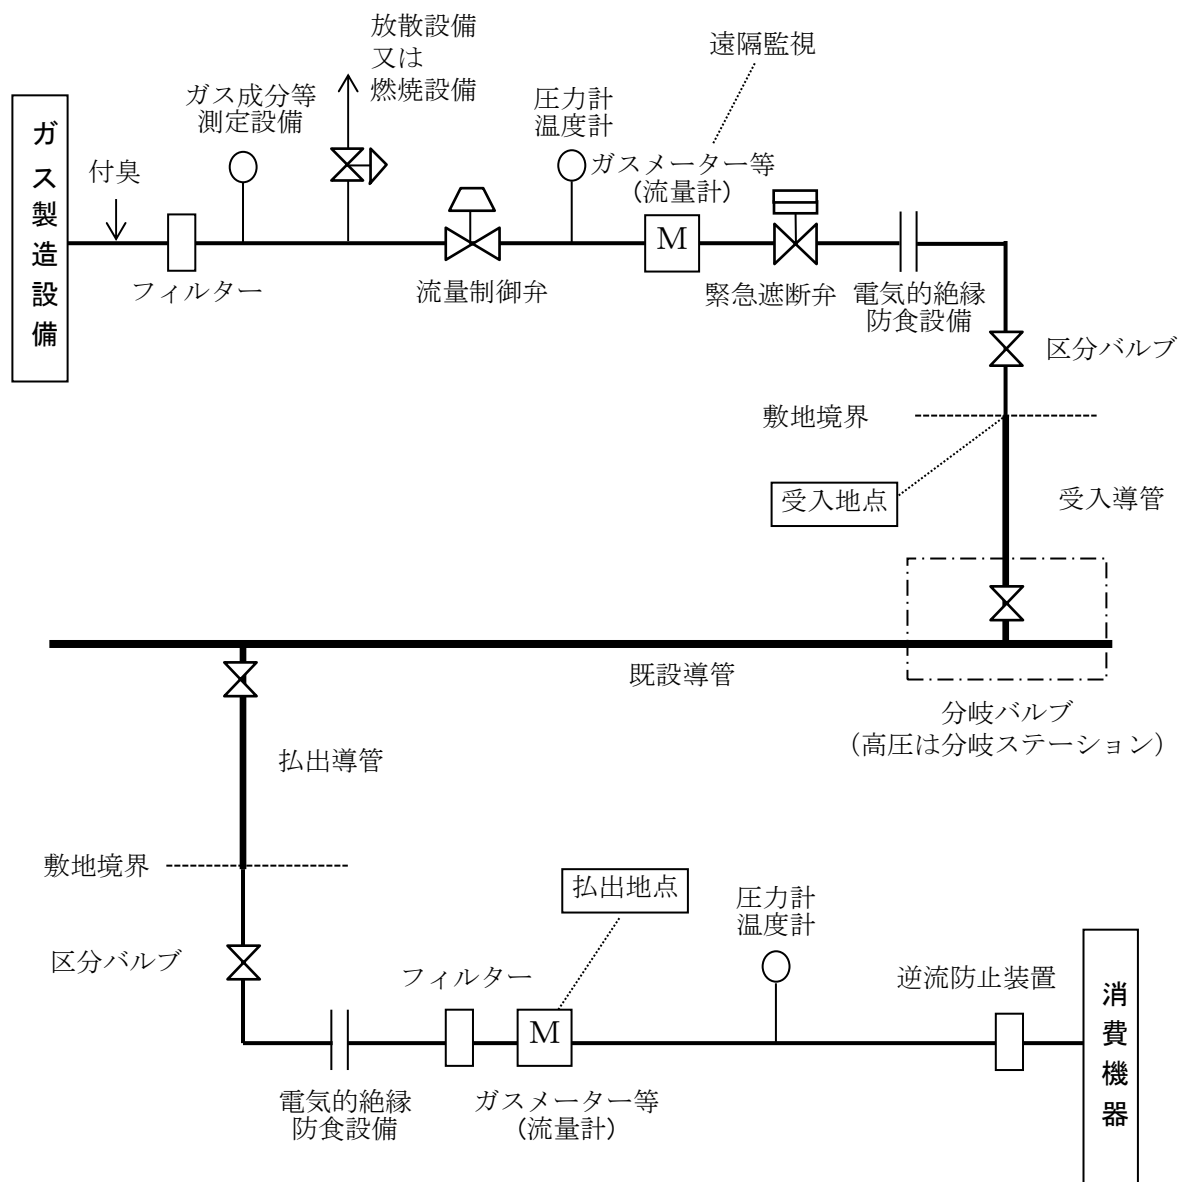 放散設備
又は
燃焼設備
遠隔監視
ガス成分等
測定設備
圧力計
温度計
ガス製造設備
付臭
ガスメーター等
(流量計)
M
フィルター
流量制御弁
緊急遮断弁
電気的絶縁
防食設備
区分バルブ
敷地境界
受入地点
受入導管
既設導管
分岐バルブ
(高圧は分岐ステーション)
払出導管
敷地境界
払出地点
圧力計
温度計
区分バルブ
フィルター
逆流防止装置
消費機器
M
電気的絶縁
防食設備
ガスメーター等
(流量計)